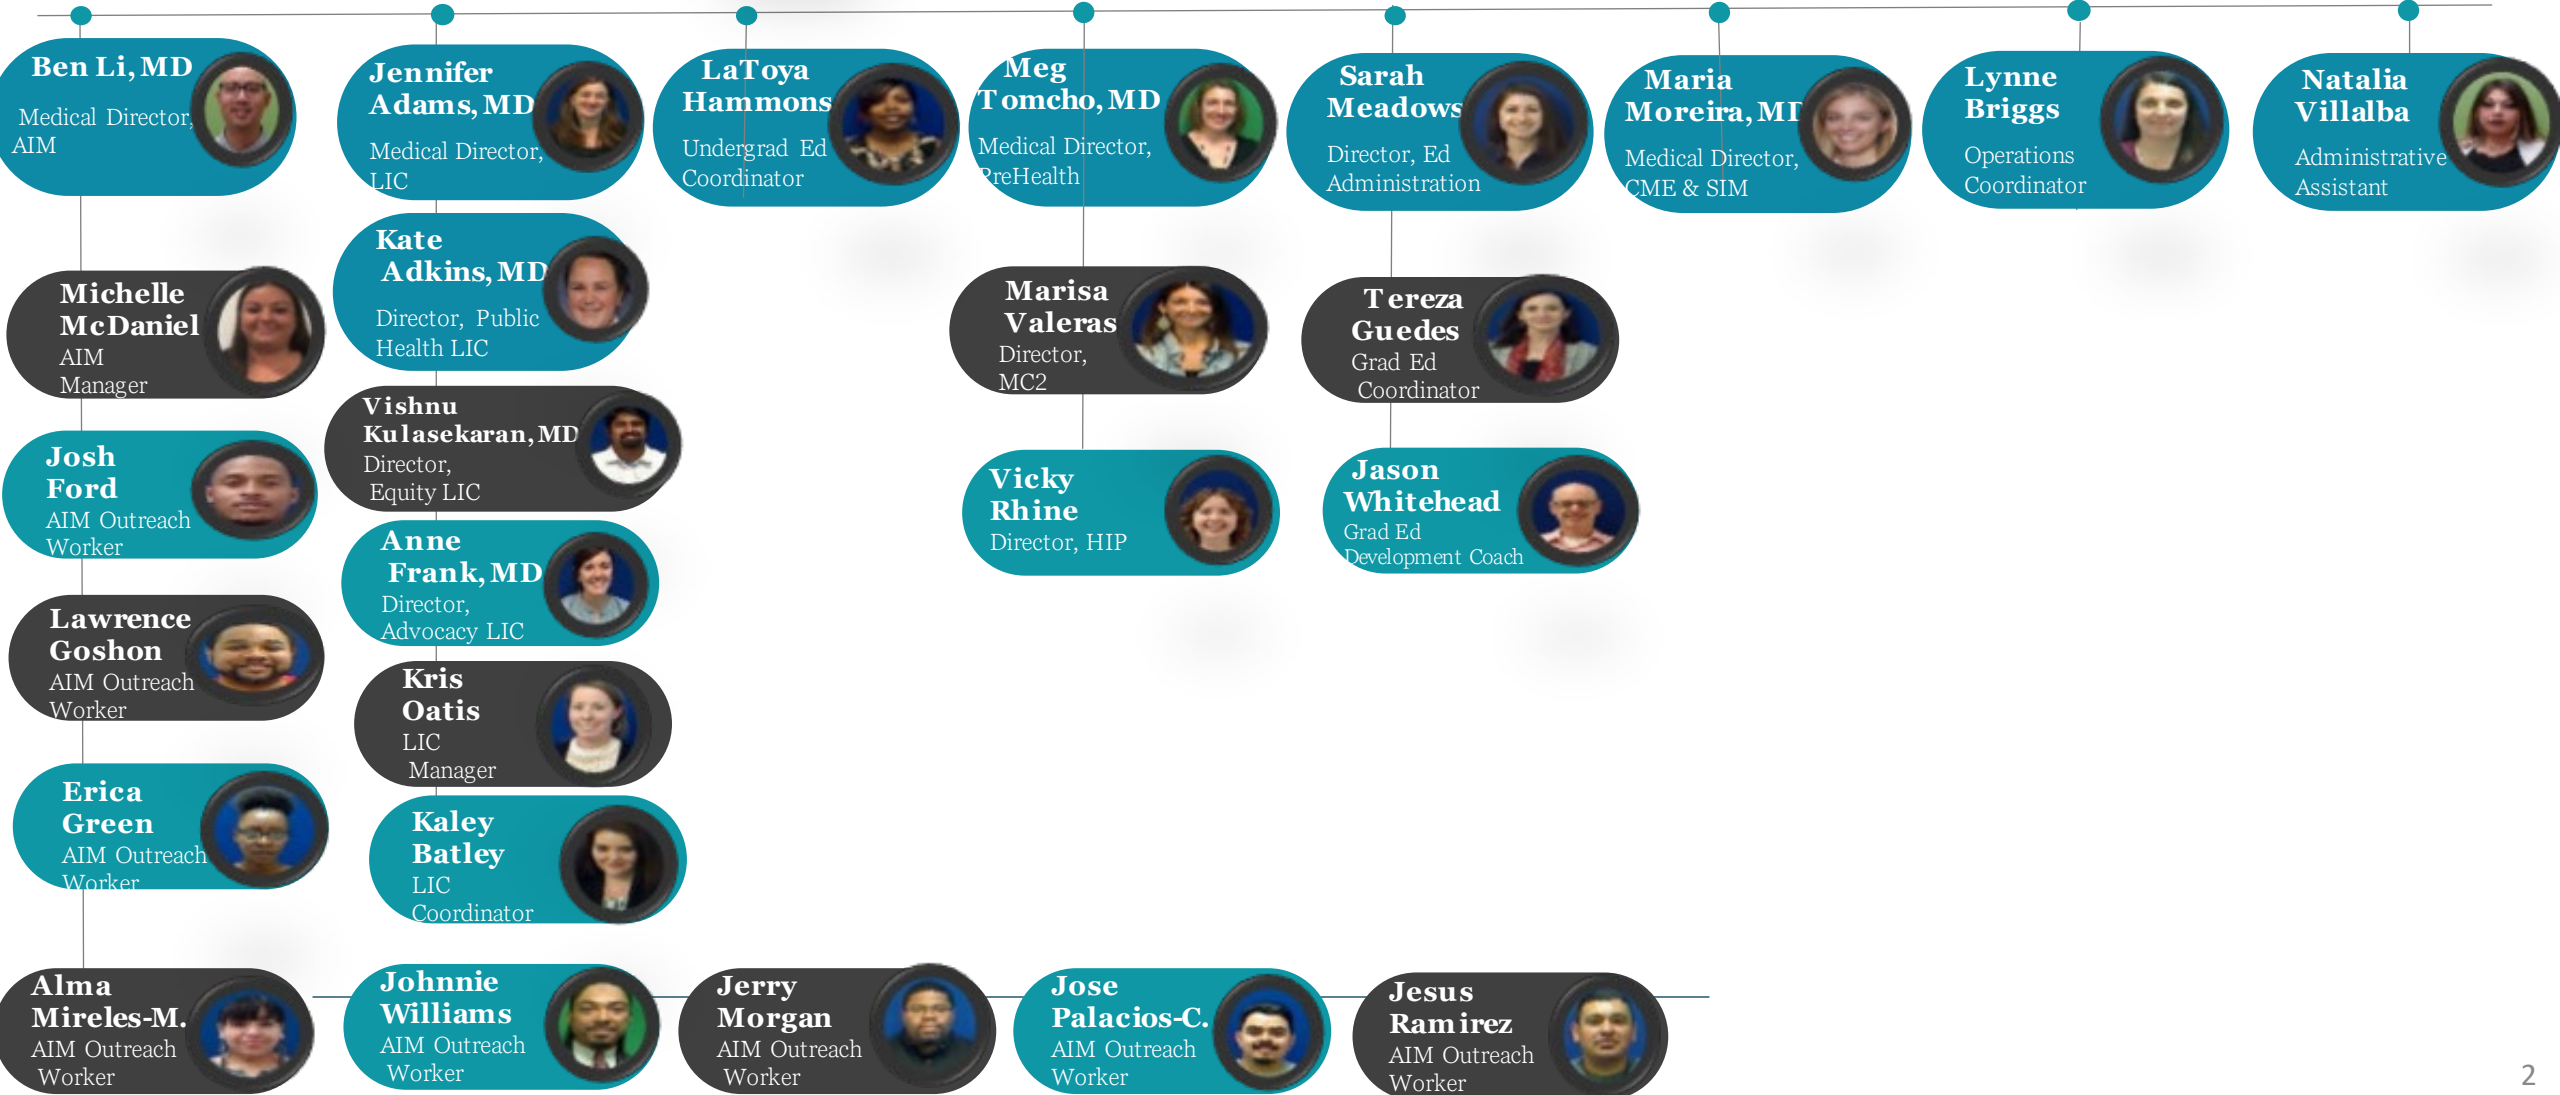 Ben Li, MD
Medical Director,
AIM
Jennifer
Adams, MD
Medical Director,
LIC
LaToya
Hammons
Undergrad Ed
Coordinator
Meg
Tomcho, MD
Medical Director,
PreHealth
Sarah
Meadows
Director, Ed
Administration
Maria
Moreira, MD
Medical Director,
CME & SIM
Lynne
Briggs
Operations
Coordinator
Natalia
Villalba
Administrative
Assistant
Michelle
McDaniel
AIM
Manager
Josh
Ford
AIM Outreach
Worker
Lawrence
Goshon
AIM Outreach
Worker
Erica
Green
AIM Outreach
Worker
Kate
Adkins, MD
Director, Public
Health LIC
Vishnu
Kulasekaran, MD
Director,
Equity LIC
Anne
Frank, MD
Director,
Advocacy LIC
Kris
Oatis
LIC
Manager
Kaley
Batley
LIC
Coordinator
Marisa
Valeras
Director,
MC2
Vicky
Rhine
Director, HIP
Tereza
Guedes
Grad Ed
Coordinator
Jason
Whitehead
Grad Ed
Development Coach
Alma
Mireles-M.
AIM Outreach
Worker
Johnnie
Williams
AIM Outreach
Worker
Jerry
Morgan
AIM Outreach
Worker
Jose
Palacios-C.
AIM Outreach
Worker
Jesus
Ramirez
AIM Outreach
Worker
2